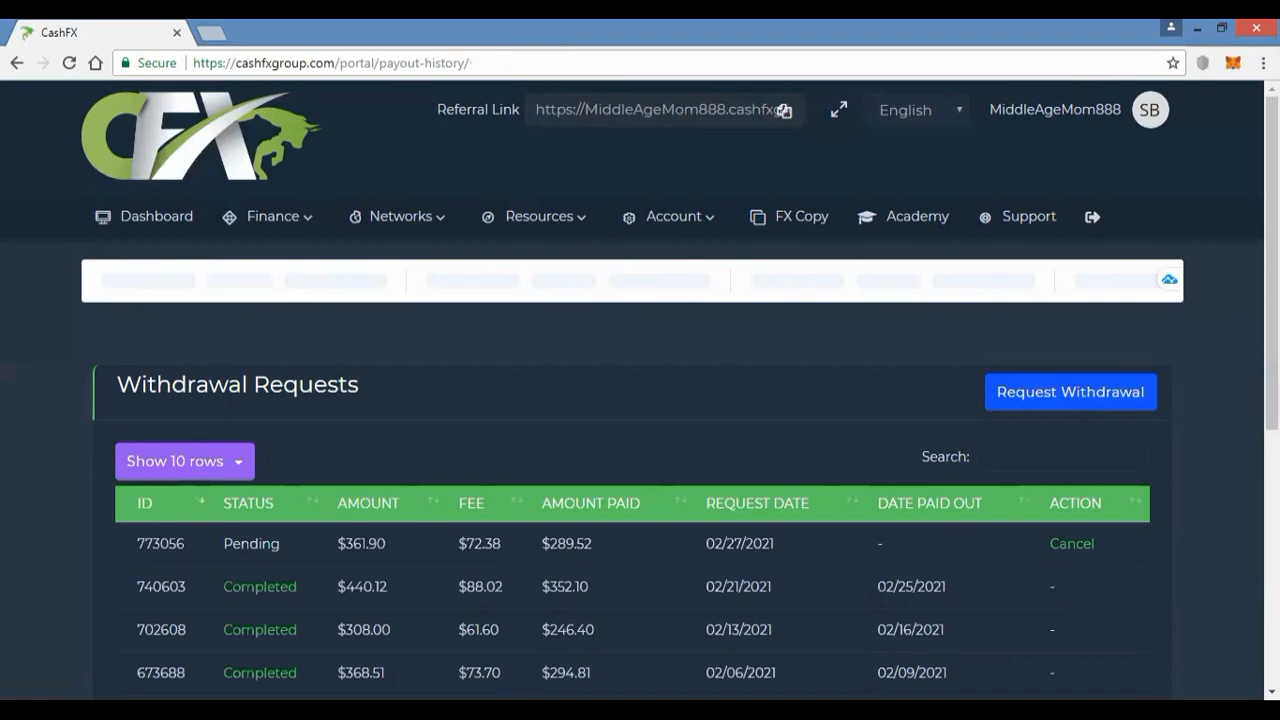 CashFX
Secure https://cashfxgroup.com/portal/payout-history/
CFX Referral Link https://MiddleAgeMom888.cashfxg English MiddleAgeMom888 SB
Dashboard Finance Networks Resources Account FX Copy Academy Support
Withdrawal Requests Request Withdrawal
Show 10 rows Search:
ID STATUS AMOUNT FEE AMOUNT PAID REQUEST DATE DATE PAID OUT ACTION
773056 Pending $361.90 $72.38 $289.52 02/27/2021 - Cancel
740603 Completed $440.12 $88.02 $352.10 02/21/2021 02/25/2021 -
702608 Completed $308.00 $61.60 $246.40 02/13/2021 02/16/2021 -
673688 Completed $368.51 $73.70 $294.81 02/06/2021 02/09/2021 -